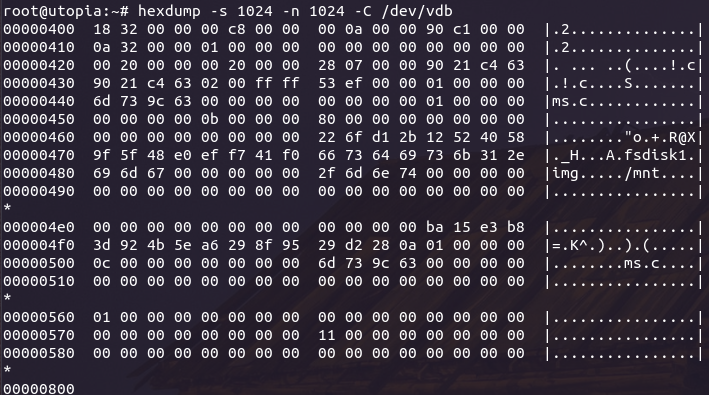 root@utopia:~# hexdump -s 1024 -n 1024 -C /dev/vdb
00000400  18 32 00 00 00 c8 00 00  00 0a 00 00 90 c1 00 00  |.2..............|
00000410  0a 32 00 00 01 00 00 00  00 00 00 00 00 00 00 00  |.2..............|
00000420  00 20 00 00 00 20 00 00  28 07 00 00 90 21 c4 63  |. ... ..(....!.c|
00000430  90 21 c4 63 02 00 ff ff  53 ef 00 00 01 00 00 00  |.!.c....S.......|
00000440  6d 73 9c 63 00 00 00 00  00 00 00 00 01 00 00 00  |ms.c............|
00000450  00 00 00 00 0b 00 00 00  80 00 00 00 00 00 00 00  |................|
00000460  00 00 00 00 00 00 00 00  22 6f d1 2b 12 52 40 58  |........"o.+.R@X|
00000470  9f 5f 48 e0 ef f7 41 f0  66 73 64 69 73 6b 31 2e  |._H...A.fsdisk1.|
00000480  69 6d 67 00 00 00 00 00  2f 6d 6e 74 00 00 00 00  |img...../mnt....|
00000490  00 00 00 00 00 00 00 00  00 00 00 00 00 00 00 00  |................|
*
000004e0  00 00 00 00 00 00 00 00  00 00 00 00 ba 15 e3 b8  |................|
000004f0  3d 92 4b 5e a6 29 8f 95  29 d2 28 0a 01 00 00 00  |=.K^.)..).(.....|
00000500  0c 00 00 00 00 00 00 00  6d 73 9c 63 00 00 00 00  |........ms.c....|
00000510  00 00 00 00 00 00 00 00  00 00 00 00 00 00 00 00  |................|
*
00000560  01 00 00 00 00 00 00 00  00 00 00 00 00 00 00 00  |................|
00000570  00 00 00 00 00 00 00 00  11 00 00 00 00 00 00 00  |................|
00000580  00 00 00 00 00 00 00 00  00 00 00 00 00 00 00 00  |................|
*
00000800